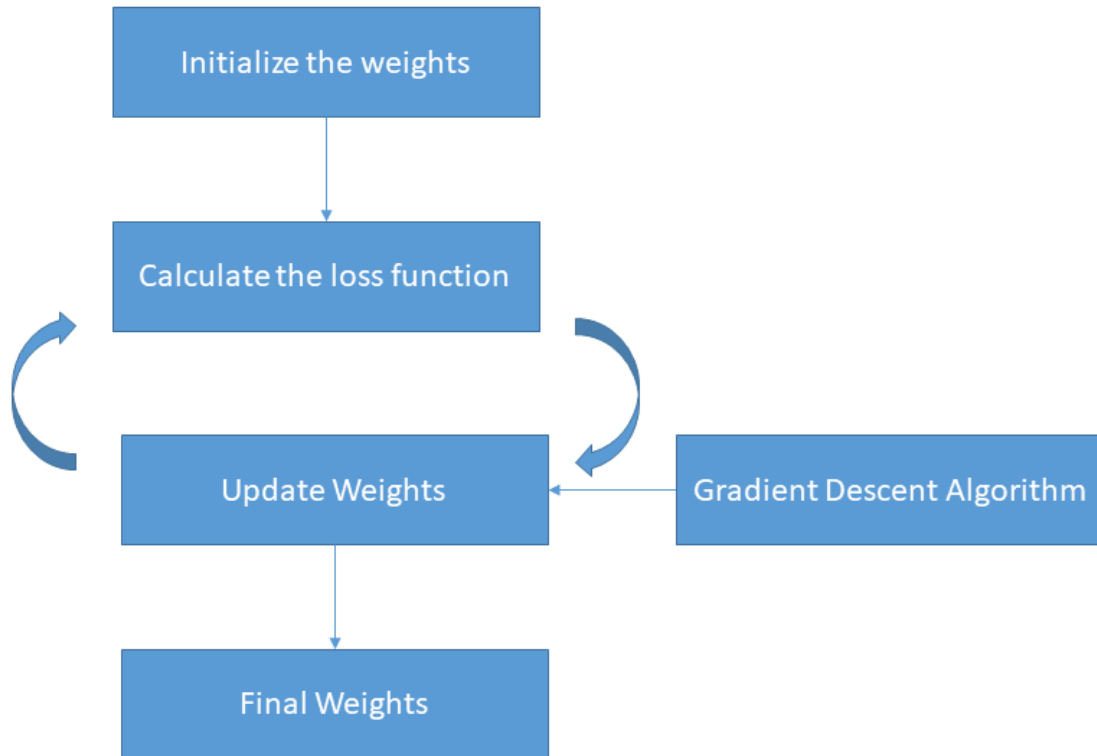 Initialize the weights
Calculate the loss function
Update Weights
Gradient Descent Algorithm
Final Weights